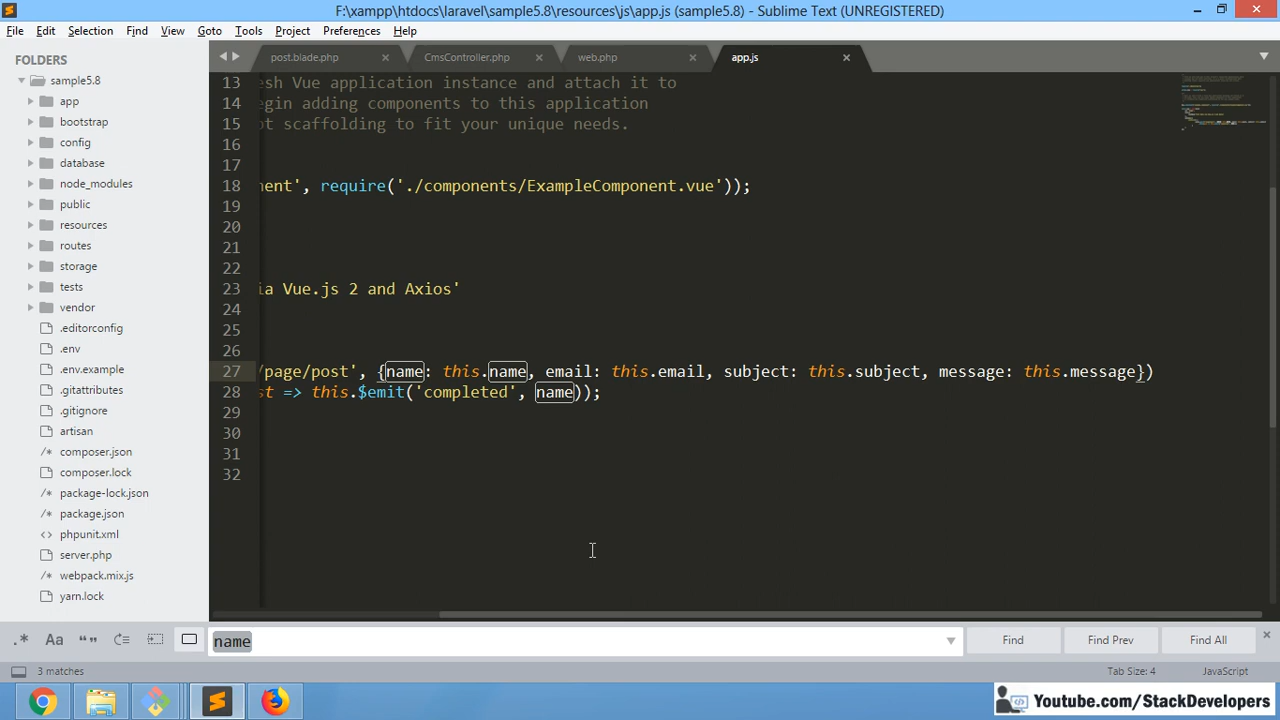 F:\xampp\htdocs\laravel\sample5.8\resources\js\app.js (sample5.8) - Sublime Text (UNREGISTERED)
File Edit Selection Find View Goto Tools Project Preferences Help
FOLDERS
sample5.8
app
bootstrap
config
database
node_modules
public
resources
routes
storage
tests
vendor
.editorconfig
.env
.env.example
.gitattributes
.gitignore
artisan
composer.json
composer.lock
package-lock.json
package.json
phpunit.xml
server.php
webpack.mix.js
yarn.lock
post.blade.php CmsController.php web.php app.js
13 esh Vue application instance and attach it to
14 egin adding components to this application
15 ot scaffolding to fit your unique needs.
16
17
18 nent', require('./components/ExampleComponent.vue'));
19
20
21
22
23 ia Vue.js 2 and Axios'
24
25
26
27 /page/post', {name: this.name, email: this.email, subject: this.subject, message: this.message})
28 st => this.$emit('completed', name));
29
30
31
32
.* Aa “” name Find Find Prev Find All
3 matches Tab Size: 4 JavaScript
Youtube.com/StackDevelopers